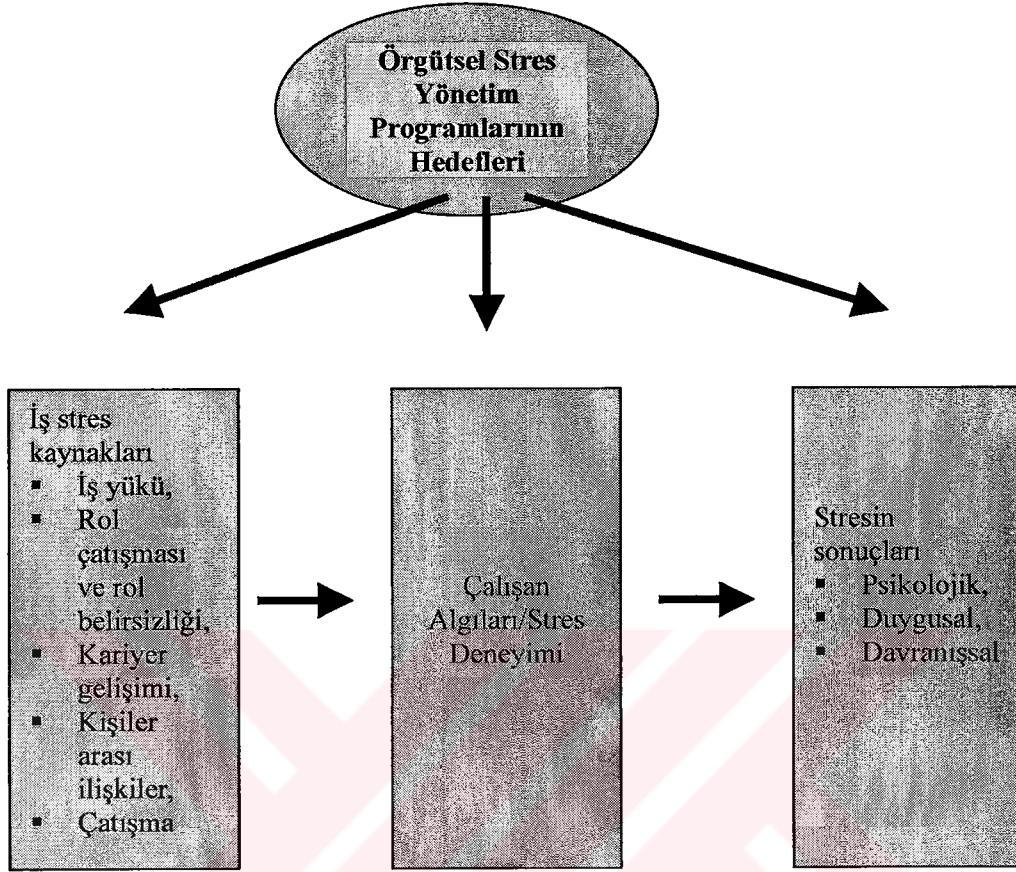 Örgütsel Stres
Yönetim
Programlarının
Hedefleri
İş stres
kaynakları
▪ İş yükü,
▪ Rol
çatışması
ve rol
belirsizliği,
▪ Kariyer
gelişimi,
▪ Kişiler
arası
ilişkiler,
▪ Çatışma
Çalışan
Algıları/Stres
Deneyimi
Stresin
sonuçları
▪ Psikolojik,
▪ Duygusal,
▪ Davranışsal